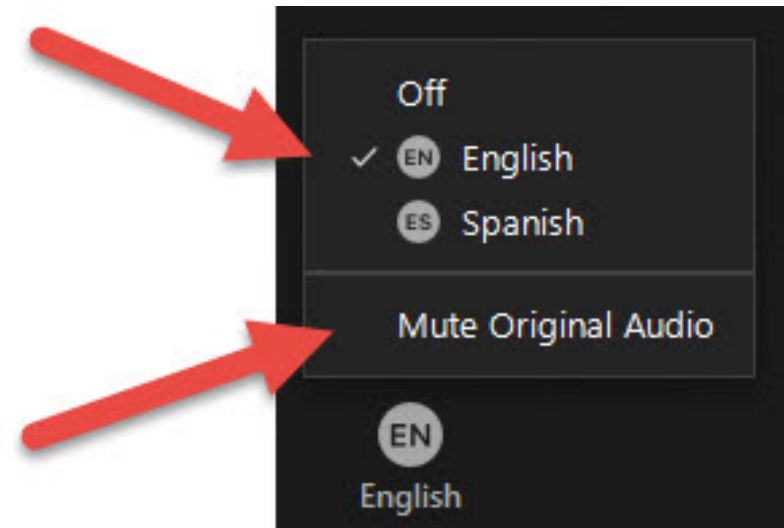 Off
EN English
ES Spanish
Mute Original Audio
EN
English